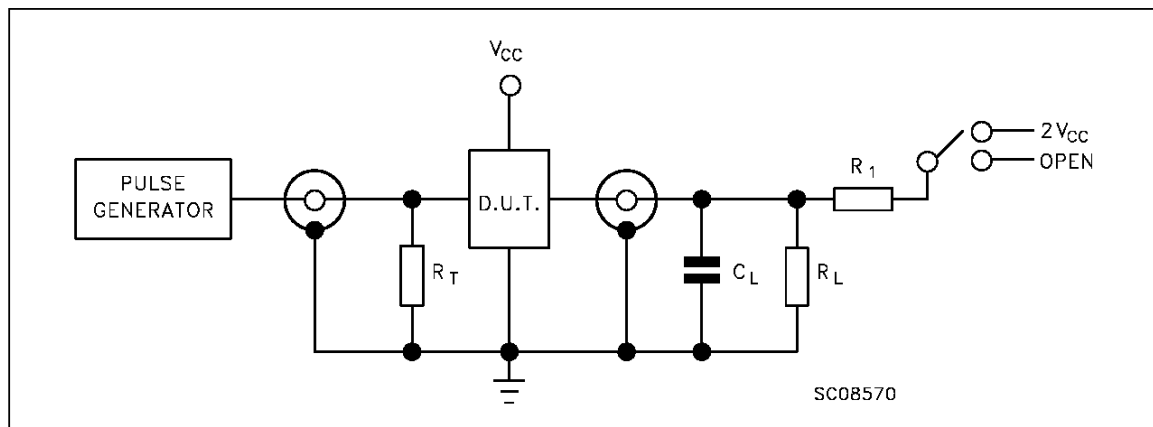 VCC
PULSE
GENERATOR
D.U.T.
RT
CL
RL
R1
2VCC
OPEN
SC08570